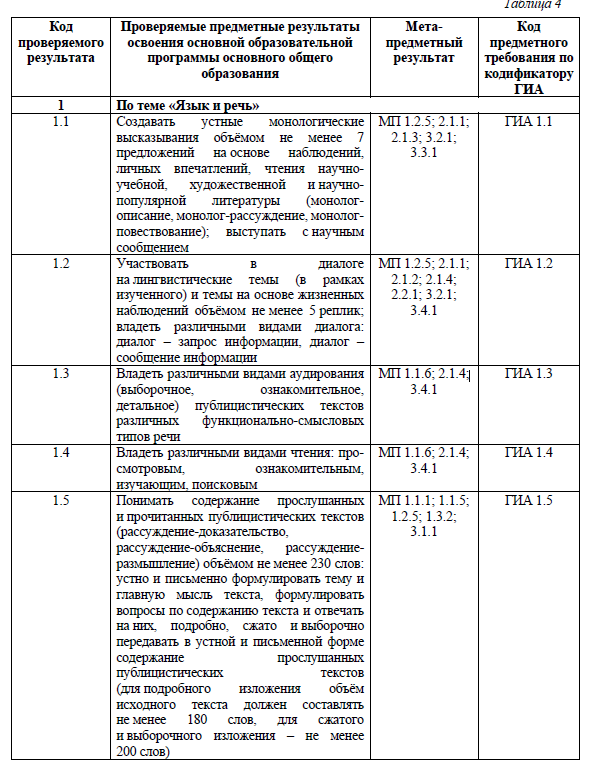 Таблица 4
Код проверяемого результата
Проверяемые предметные результаты освоения основной образовательной программы основного общего образования
Мета-предметный результат
Код предметного требования по кодификатору ГИА
1
По теме «Язык и речь»
1.1
Создавать устные монологические
высказывания объёмом не менее 7
предложений на основе наблюдений,
личных впечатлений, чтения научно-
учебной, художественной и научно-
популярной литературы (монолог-
описание, монолог-рассуждение, монолог-
повествование); выступать с научным
сообщением
МП 1.2.5; 2.1.1;
2.1.3; 3.2.1;
3.3.1
ГИА 1.1
1.2
Участвовать в диалоге
на лингвистические темы (в рамках
изученного) и темы на основе жизненных
наблюдений объёмом не менее 5 реплик;
владеть различными видами диалога:
диалог – запрос информации, диалог –
сообщение информации
МП 1.2.5; 2.1.1;
2.1.2; 2.1.4;
2.2.1; 3.2.1;
3.4.1
ГИА 1.2
1.3
Владеть различными видами аудирования
(выборочное, ознакомительное,
детальное) публицистических текстов
различных функционально-смысловых
типов речи
МП 1.1.6; 2.1.4;
3.4.1
ГИА 1.3
1.4
Владеть различными видами чтения: про-
смотровым, ознакомительным,
изучающим, поисковым
МП 1.1.6; 2.1.4;
3.4.1
ГИА 1.4
1.5
Понимать содержание прослушанных
и прочитанных публицистических текстов
(рассуждение-доказательство,
рассуждение-объяснение, рассуждение-
размышление) объёмом не менее 230 слов:
устно и письменно формулировать тему и
главную мысль текста, формулировать
вопросы по содержанию текста и отвечать
на них, подробно, сжато и выборочно
передавать в устной и письменной форме
содержание прослушанных
публицистических текстов
(для подробного изложения объём
исходного текста должен составлять
не менее 180 слов, для сжатого
и выборочного изложения – не менее
200 слов)
МП 1.1.1; 1.1.5;
1.2.5; 1.3.2;
3.1.1
ГИА 1.5